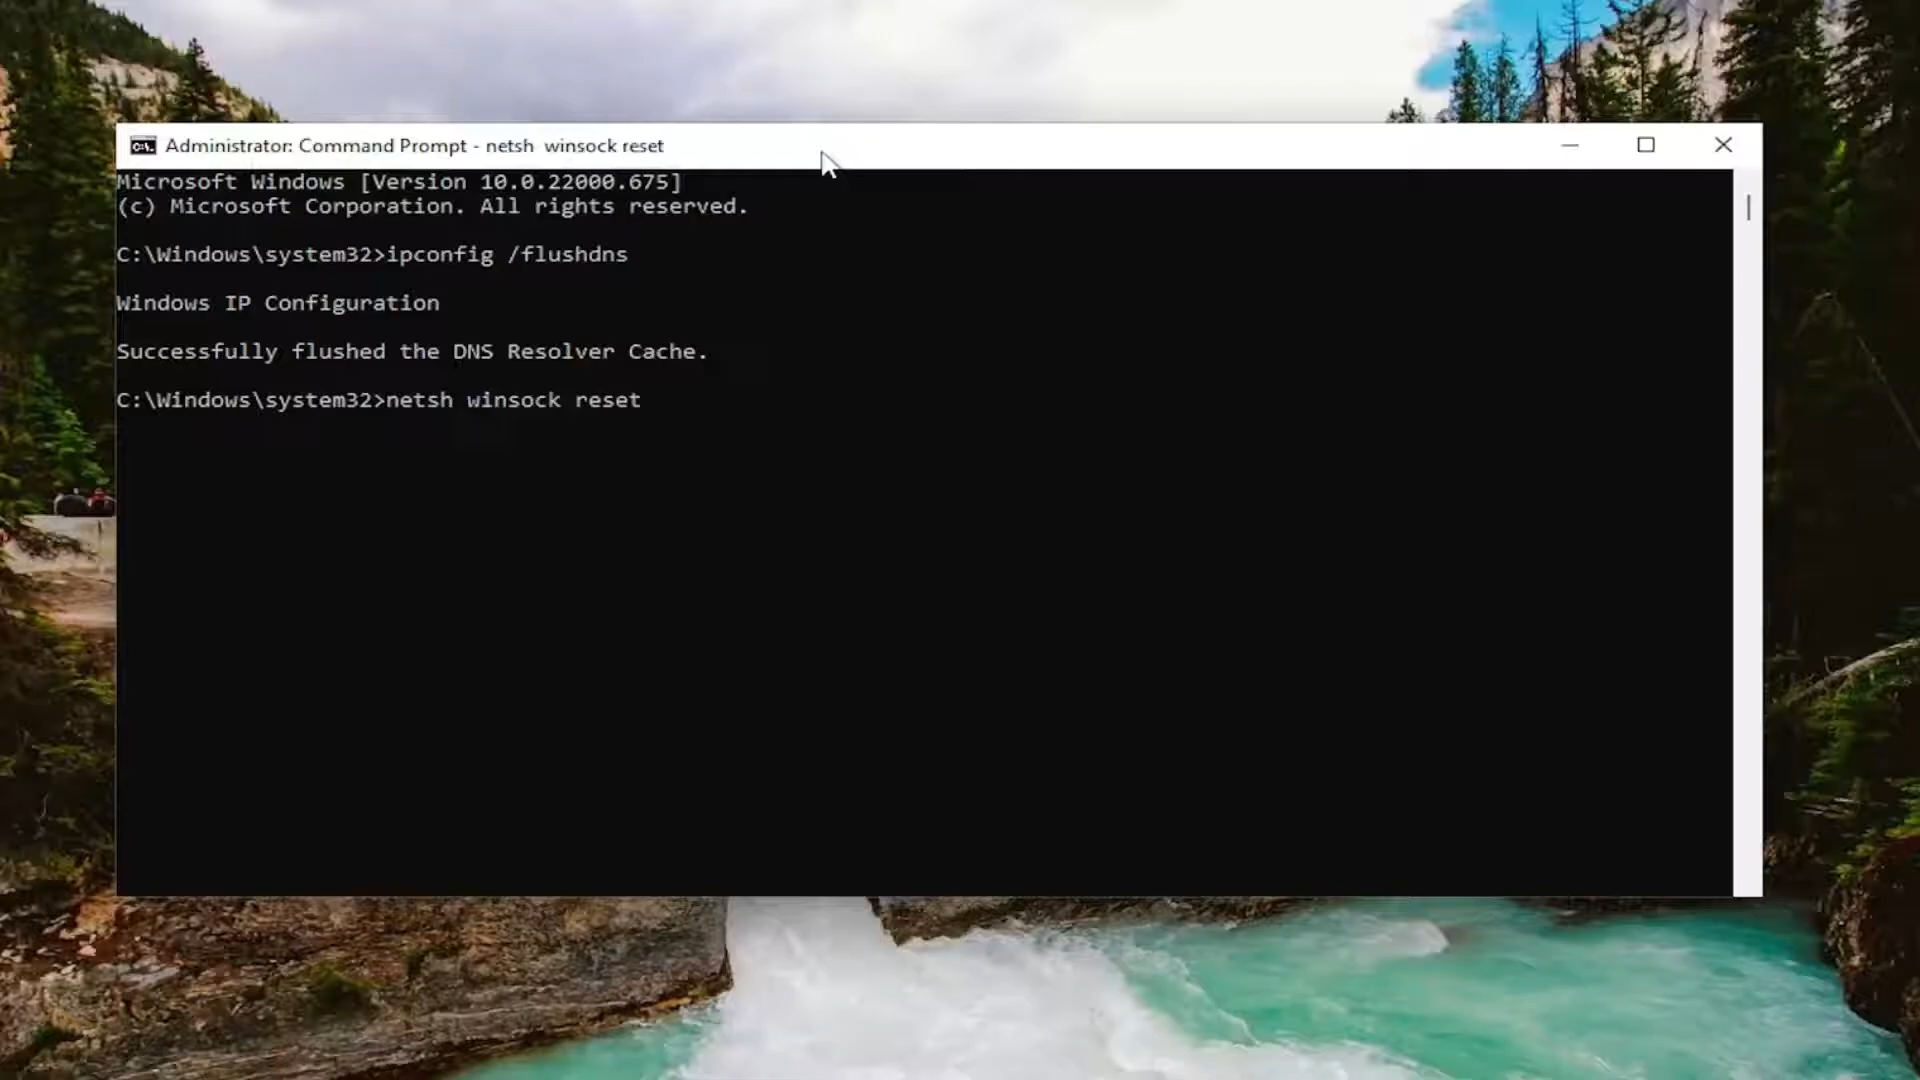 Administrator: Command Prompt - netsh  winsock reset
Microsoft Windows [Version 10.0.22000.675]
(c) Microsoft Corporation. All rights reserved.
C:\Windows\system32>ipconfig /flushdns
Windows IP Configuration
Successfully flushed the DNS Resolver Cache.
C:\Windows\system32>netsh winsock reset